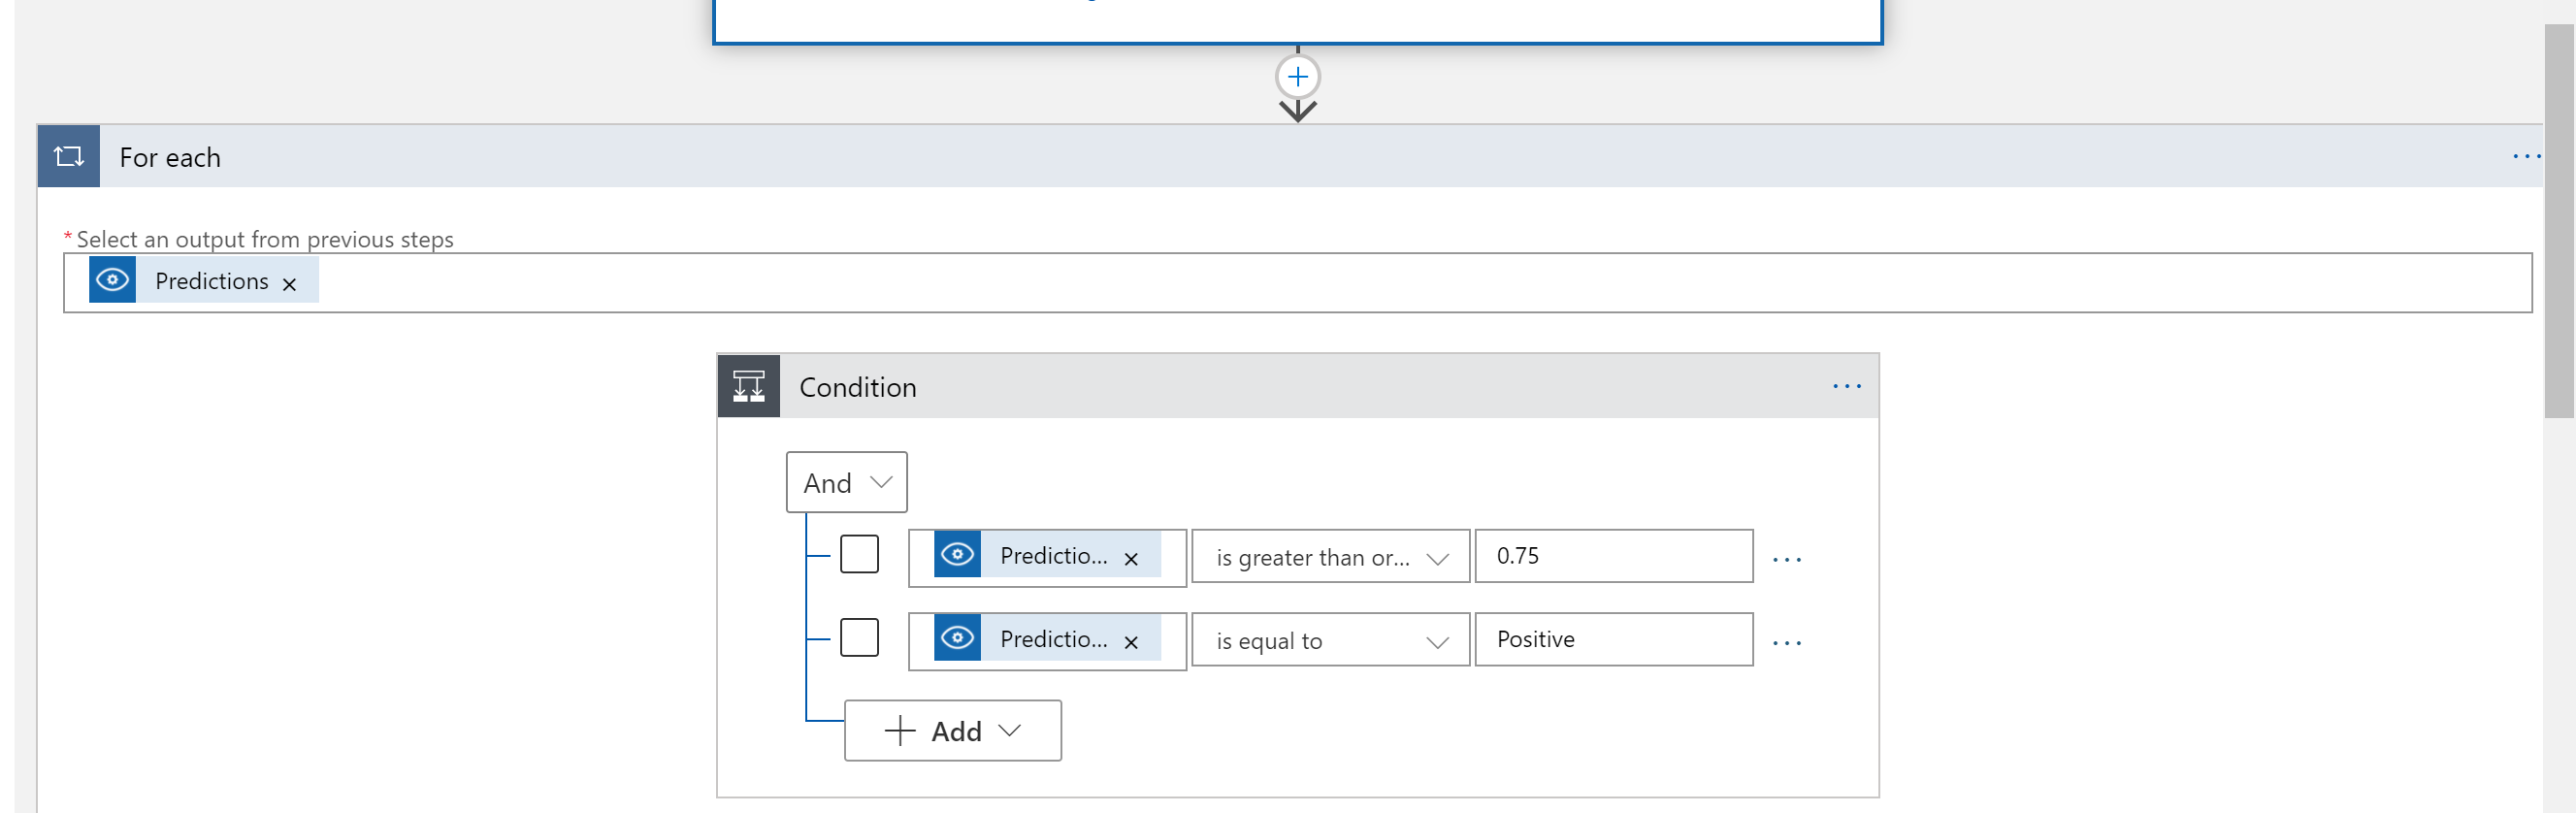 For each
* Select an output from previous steps
Predictions
Condition
And
Predictio... is greater than or... 0.75
Predictio... is equal to Positive
Add